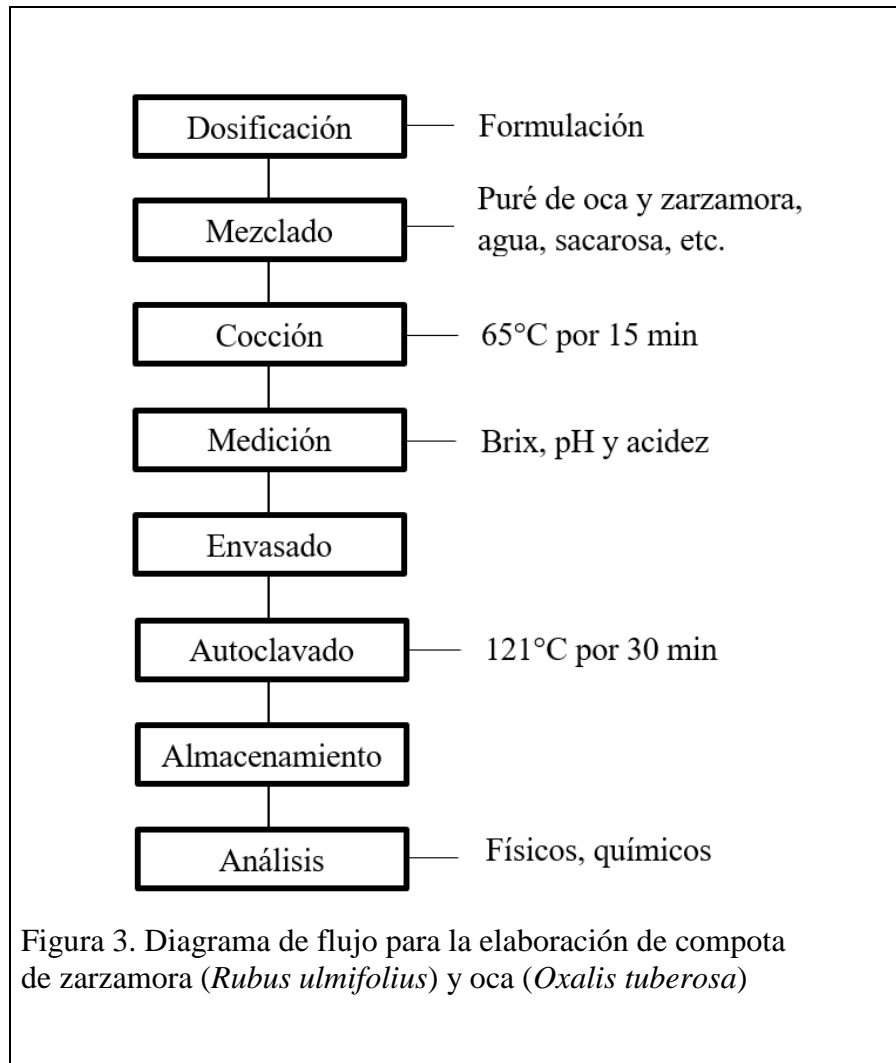 Dosificación
Formulación
Mezclado
Puré de oca y zarzamora,
agua, sacarosa, etc.
Cocción
65°C por 15 min
Medición
Brix, pH y acidez
Envasado
Autoclavado
121°C por 30 min
Almacenamiento
Análisis
Físicos, químicos
Figura 3. Diagrama de flujo para la elaboración de compota
de zarzamora (Rubus ulmifolius) y oca (Oxalis tuberosa)